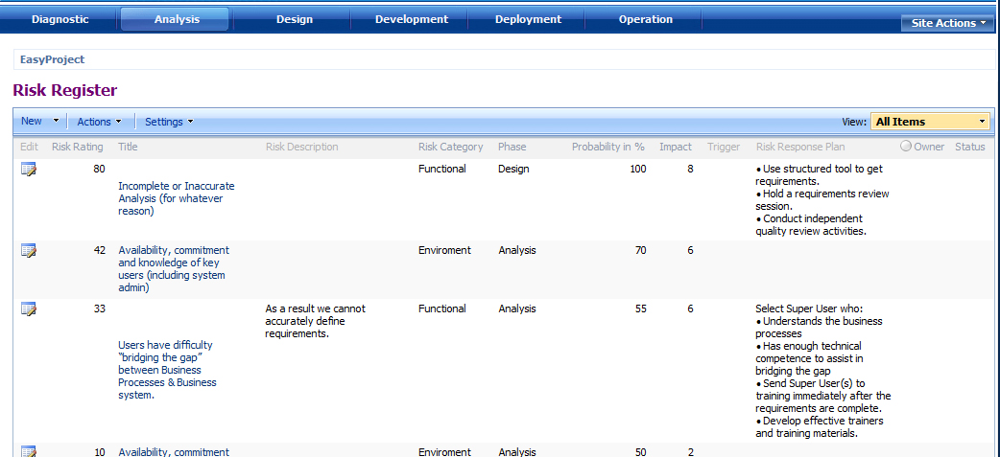 Diagnostic Analysis Design Development Deployment Operation
Site Actions
EasyProject
Risk Register
New Actions Settings View: All Items
Edit Risk Rating Title Risk Description Risk Category Phase Probability in % Impact Trigger Risk Response Plan Owner Status
80 Functional Design 100 8 • Use structured tool to get
requirements.
Incomplete or Inaccurate • Hold a requirements review
Analysis (for whatever session.
reason) • Conduct independent
quality review activities.
42 Availability, commitment Enviroment Analysis 70 6
and knowledge of key
users (including system
admin)
33 As a result we cannot Functional Analysis 55 6 Select Super User who:
accurately define • Understands the business
requirements. processes
Users have difficulty • Has enough technical
"bridging the gap" competence to assist in
between Business bridging the gap
Processes & Business • Send Super User(s) to
system. training immediately after the
requirements are complete.
• Develop effective trainers
and training materials.
10 Availability, commitment Enviroment Analysis 50 2